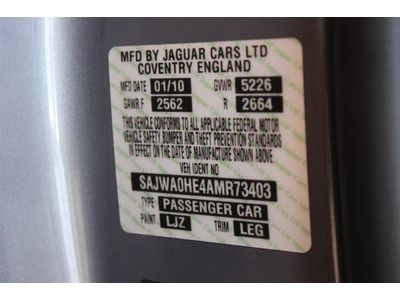 MFD BY JAGUAR CARS LTD
COVENTRY ENGLAND
MFD DATE 01/10 GVWR 5226
GAWR F 2562 R 2664
THIS VEHICLE CONFORMS TO ALL APPLICABLE FEDERAL MOTOR
VEHICLE SAFETY BUMPER AND THEFT PREVENTION STANDARDS
IN EFFECT ON THE DATE OF MANUFACTURE SHOWN ABOVE
VEH IDENT NO
SAJWA0HE4AMR73403
TYPE PASSENGER CAR
PAINT LJZ TRIM LEG